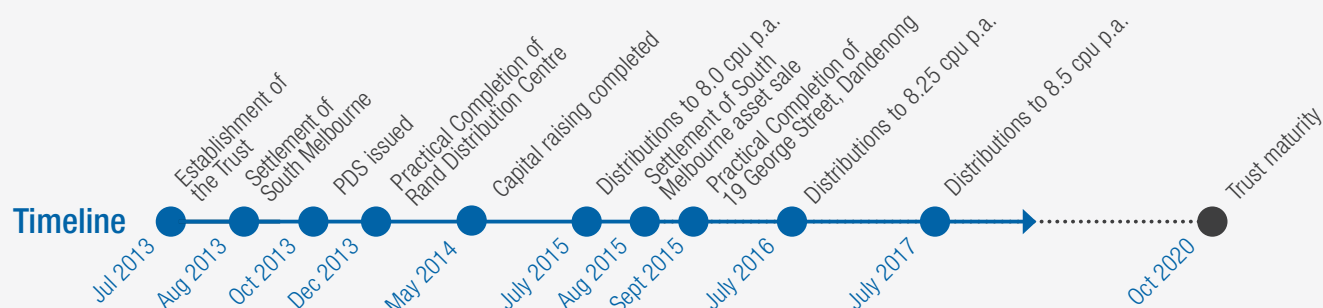 Timeline
Establishment of
the Trust
Jul 2013
Settlement of
South Melbourne
Aug 2013
PDS issued
Oct 2013
Practical Completion of
Rand Distribution Centre
Dec 2013
Capital raising completed
May 2014
Distributions to 8.0 cpu p.a.
July 2015
Settlement of South
Melbourne asset sale
Aug 2015
Practical Completion of
19 George Street, Dandenong
Sept 2015
Distributions to 8.25 cpu p.a.
July 2016
Distributions to 8.5 cpu p.a.
July 2017
Trust maturity
Oct 2020